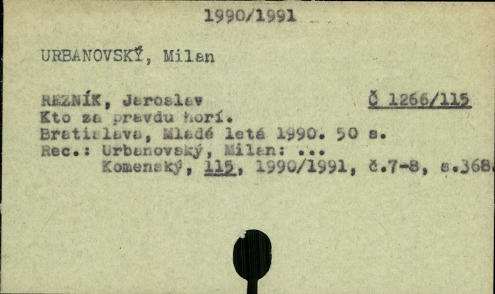 1990/1991
URBANOVSKÝ, Milan
REZNÍK, Jaroslav Č 1266/115
Kto za pravdu horí.
Bratislava, Mladé letá 1990. 50 s.
Rec.: Urbanovský, Milan: ...
Komenský, 115, 1990/1991, č.7-8, s.368.